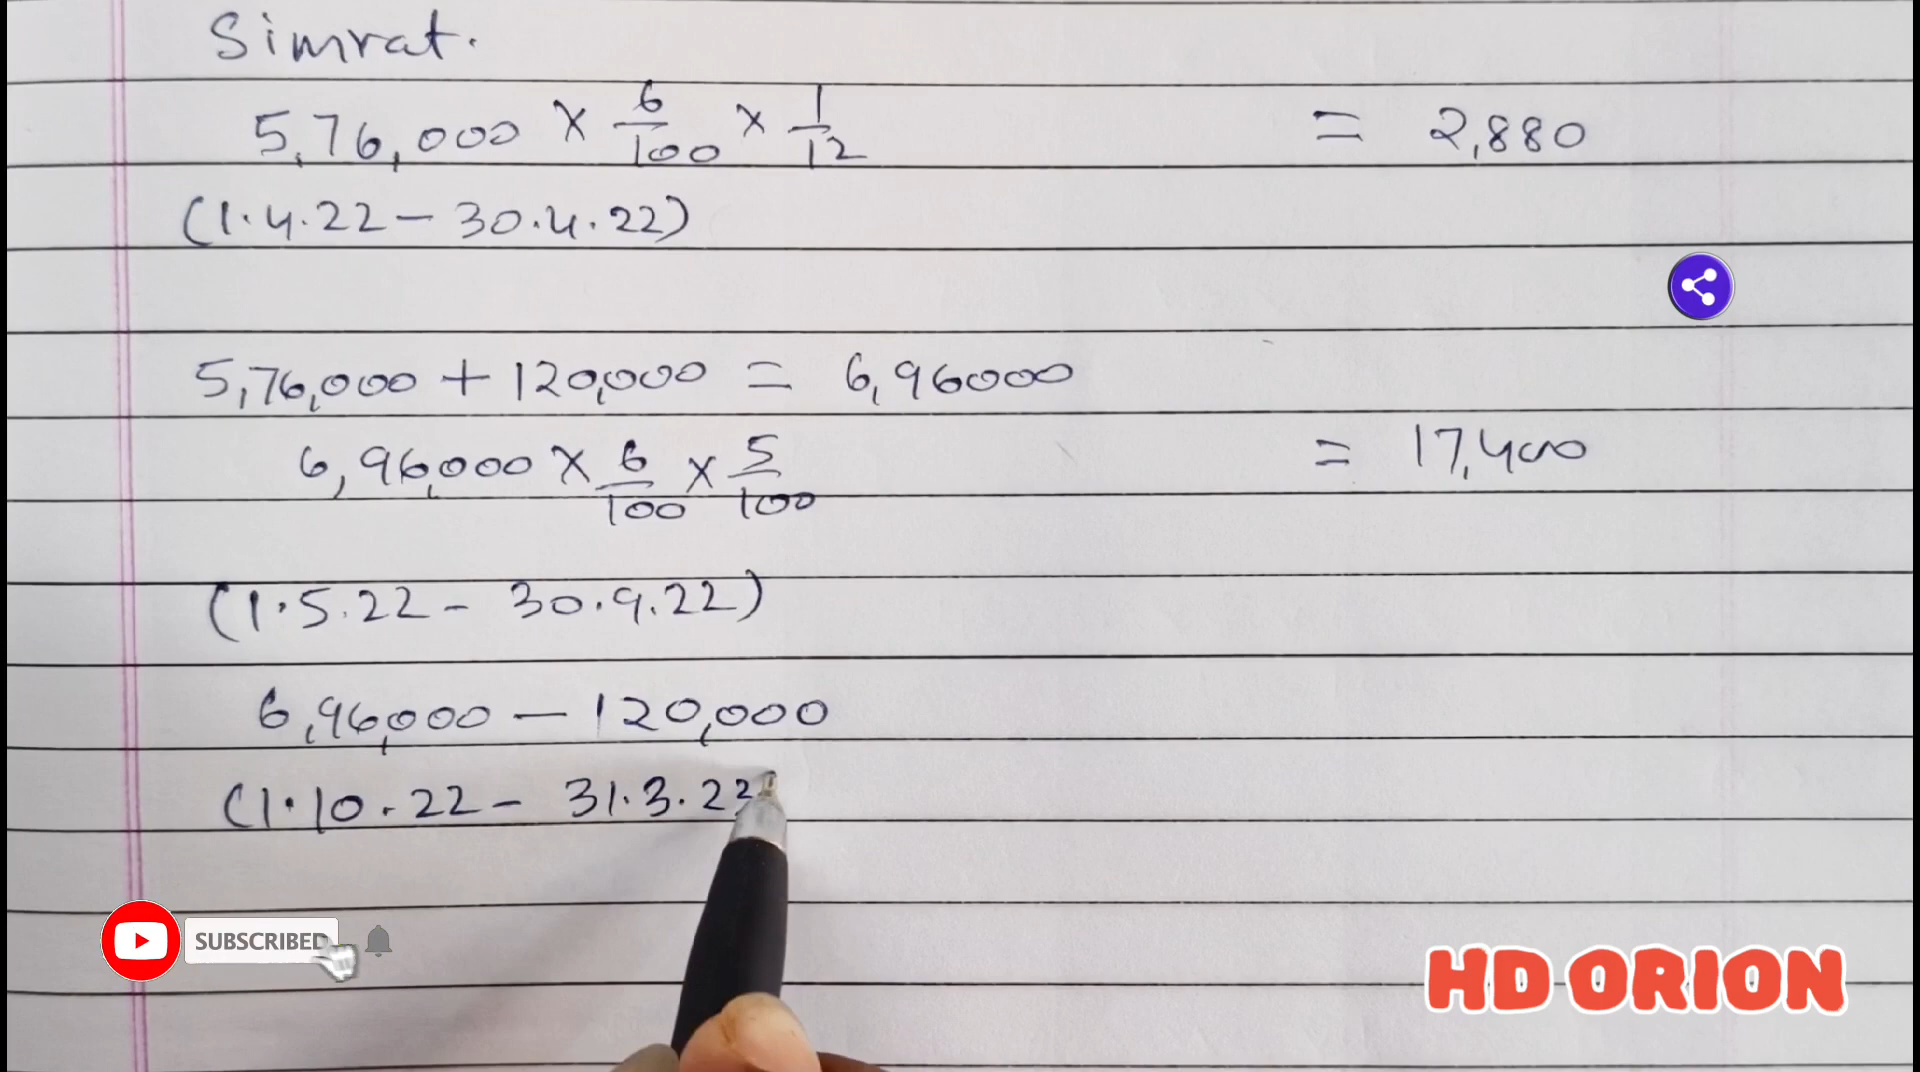 Simrat.
5,76,000 × 6/100 × 1/12 = 2,880
(1.4.22 – 30.4.22)
5,76,000 + 120,000 = 6,96000
6,96,000 × 6/100 × 5/100 = 17,400
(1.5.22 – 30.9.22)
6,96,000 – 120,000
(1.10.22 – 31.3.22)
SUBSCRIBED
HD ORION